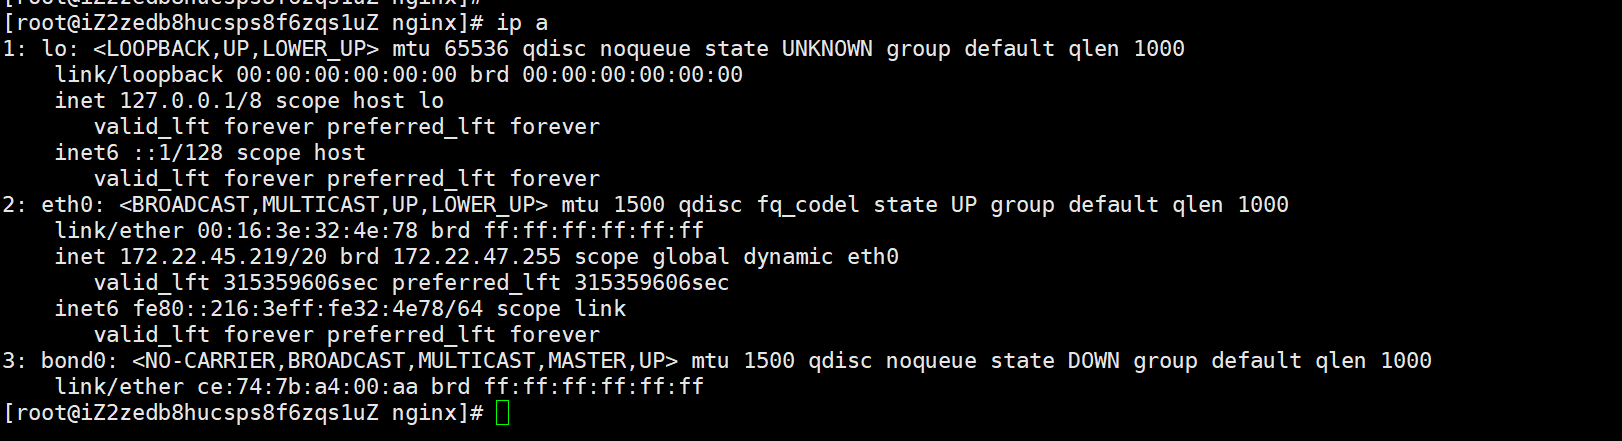 [root@iZ2zedb8hucsps8f6zqs1uZ nginx]# ip a
1: lo: <LOOPBACK,UP,LOWER_UP> mtu 65536 qdisc noqueue state UNKNOWN group default qlen 1000
    link/loopback 00:00:00:00:00:00 brd 00:00:00:00:00:00
    inet 127.0.0.1/8 scope host lo
       valid_lft forever preferred_lft forever
    inet6 ::1/128 scope host
       valid_lft forever preferred_lft forever
2: eth0: <BROADCAST,MULTICAST,UP,LOWER_UP> mtu 1500 qdisc fq_codel state UP group default qlen 1000
    link/ether 00:16:3e:32:4e:78 brd ff:ff:ff:ff:ff:ff
    inet 172.22.45.219/20 brd 172.22.47.255 scope global dynamic eth0
       valid_lft 315359606sec preferred_lft 315359606sec
    inet6 fe80::216:3eff:fe32:4e78/64 scope link
       valid_lft forever preferred_lft forever
3: bond0: <NO-CARRIER,BROADCAST,MULTICAST,MASTER,UP> mtu 1500 qdisc noqueue state DOWN group default qlen 1000
    link/ether ce:74:7b:a4:00:aa brd ff:ff:ff:ff:ff:ff
[root@iZ2zedb8hucsps8f6zqs1uZ nginx]#